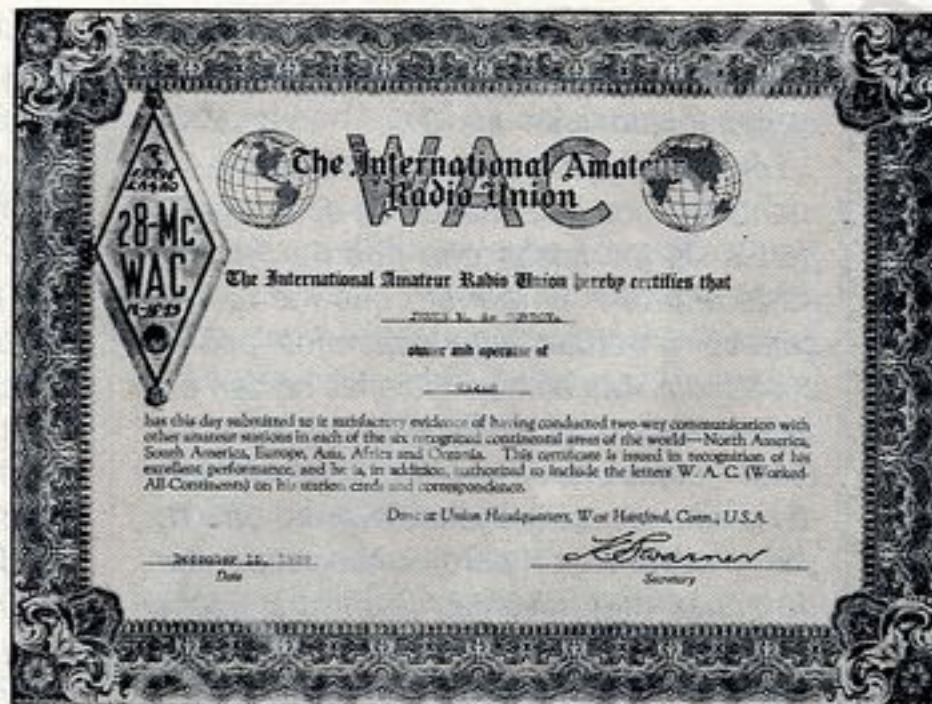 28-MC
WAC
WAC
The International Amateur
Radio Union
The International Amateur Radio Union hereby certifies that
owner and operator of
has this day submitted to it satisfactory evidence of having conducted two-way communication with
other amateur stations in each of the six recognized continental areas of the world—North America,
South America, Europe, Asia, Africa and Oceania. This certificate is issued in recognition of his
excellent performance, and he is, in addition, authorized to include the letters W. A. C. (Worked-
All-Continents) on his station cards and correspondence.
Done at Union Headquarters, West Hartford, Conn., U.S.A.
December
Date
Secretary